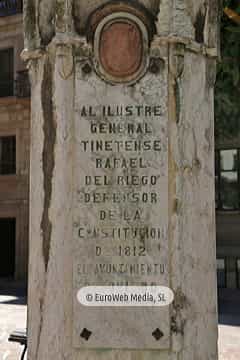 AL ILUSTRE
GENERAL
TINETENSE
RAFAEL
DEL RIEGO
DEFENSOR
DE LA
CONSTITUCION
DE 1812
EL AYUNTAMIENTO
© EuroWeb Media, SL